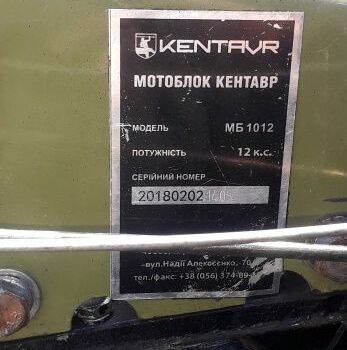 KENTAVR
МОТОБЛОК КЕНТАВР
МОДЕЛЬ МБ 1012
ПОТУЖНІСТЬ 12 к.с.
СЕРІЙНИЙ НОМЕР
20180202
вул.Надії Алексєєнко, 70
тел./факс: +38 (056) 374-89-